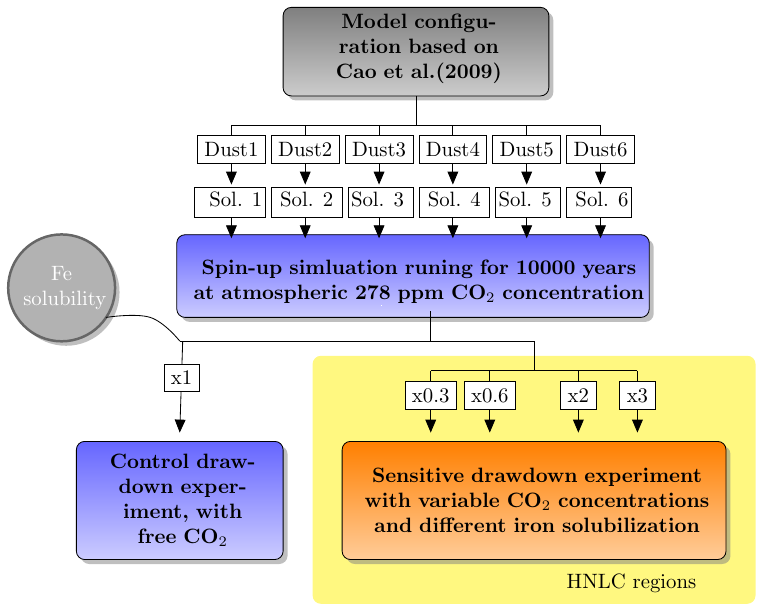 Model configu-
ration based on
Cao et al.(2009)
Dust1 Dust2 Dust3 Dust4 Dust5 Dust6
Sol. 1 Sol. 2 Sol. 3 Sol. 4 Sol. 5 Sol. 6
Spin-up simluation runing for 10000 years
at atmospheric 278 ppm CO₂ concentration
Fe
solubility
x1
x0.3 x0.6 x2 x3
Control draw-
down exper-
iment, with
free CO₂
Sensitive drawdown experiment
with variable CO₂ concentrations
and different iron solubilization
HNLC regions